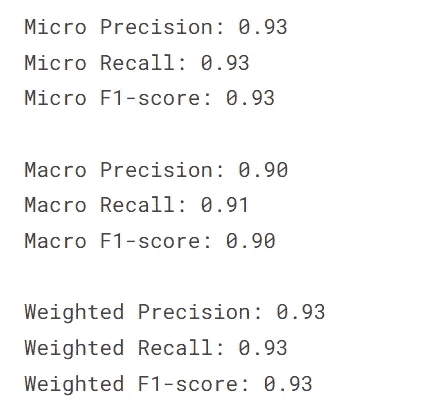 Micro Precision: 0.93
Micro Recall: 0.93
Micro F1-score: 0.93
Macro Precision: 0.90
Macro Recall: 0.91
Macro F1-score: 0.90
Weighted Precision: 0.93
Weighted Recall: 0.93
Weighted F1-score: 0.93